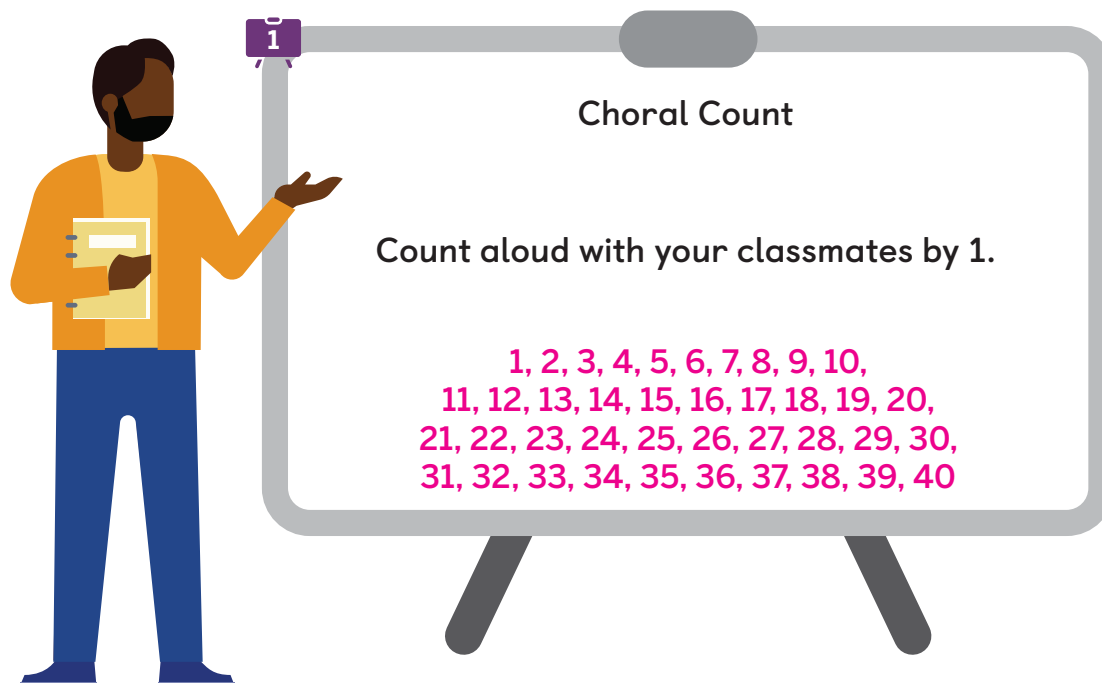 1
Choral Count
Count aloud with your classmates by 1.
1, 2, 3, 4, 5, 6, 7, 8, 9, 10,
11, 12, 13, 14, 15, 16, 17, 18, 19, 20,
21, 22, 23, 24, 25, 26, 27, 28, 29, 30,
31, 32, 33, 34, 35, 36, 37, 38, 39, 40